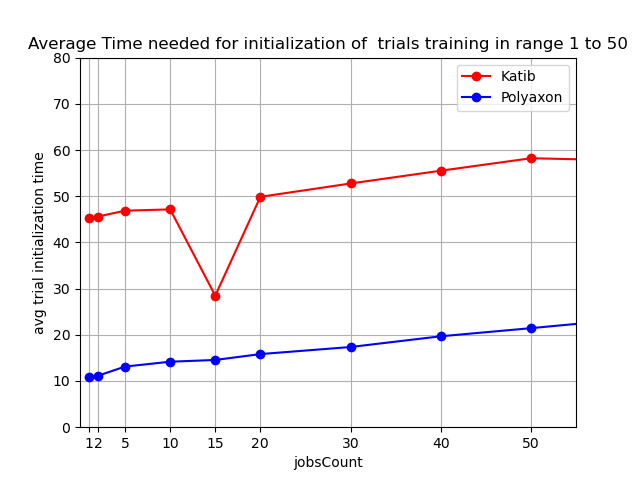 Average Time needed for initialization of  trials training in range 1 to 50
Katib
Polyaxon
avg trial initialization time
80
70
60
50
40
30
20
10
0
1 2 5 10 15 20 30 40 50
jobsCount